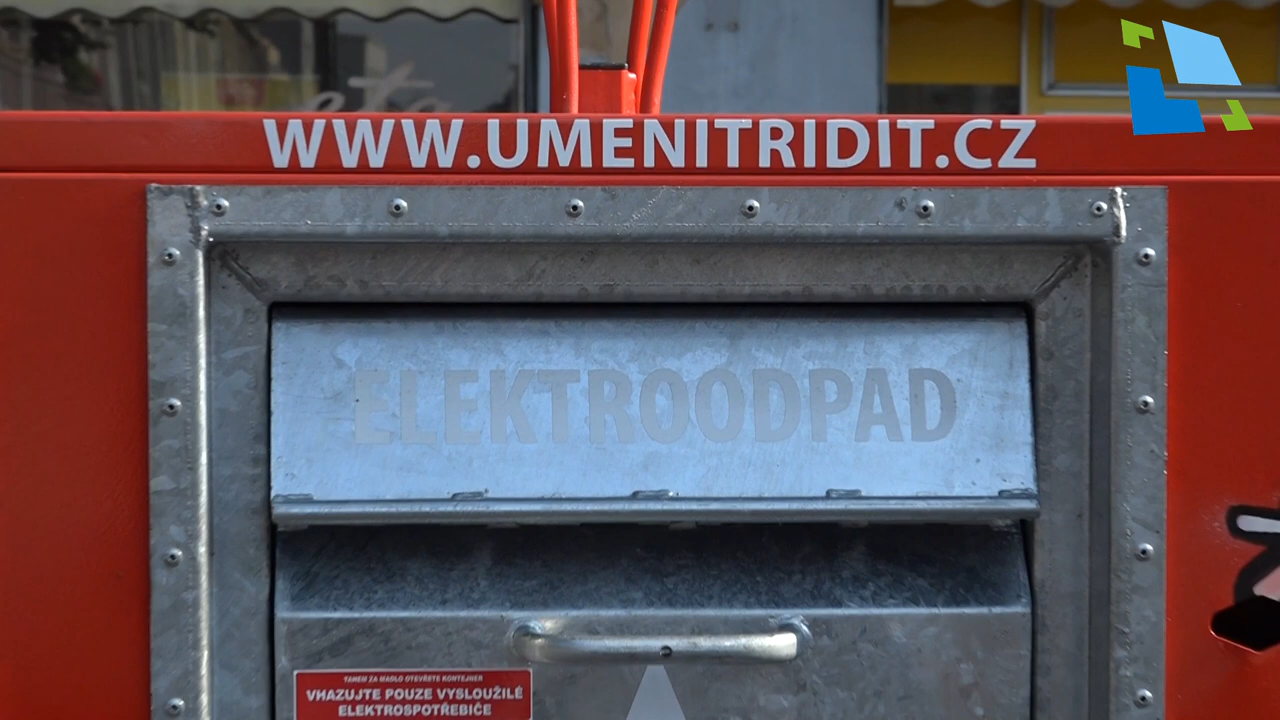 WWW.UMENITRIDIT.CZ
ELEKTROODPAD
TAHEM ZA MADLO OTEVŘETE KONTEJNER
VHAZUJTE POUZE VYSLOUŽILÉ
ELEKTROSPOTŘEBIČE